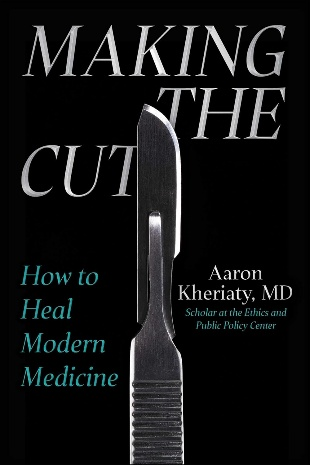 MAKING
THE
CUT
How to
Heal
Modern
Medicine
Aaron
Kheriaty, MD
Scholar at the Ethics and
Public Policy Center